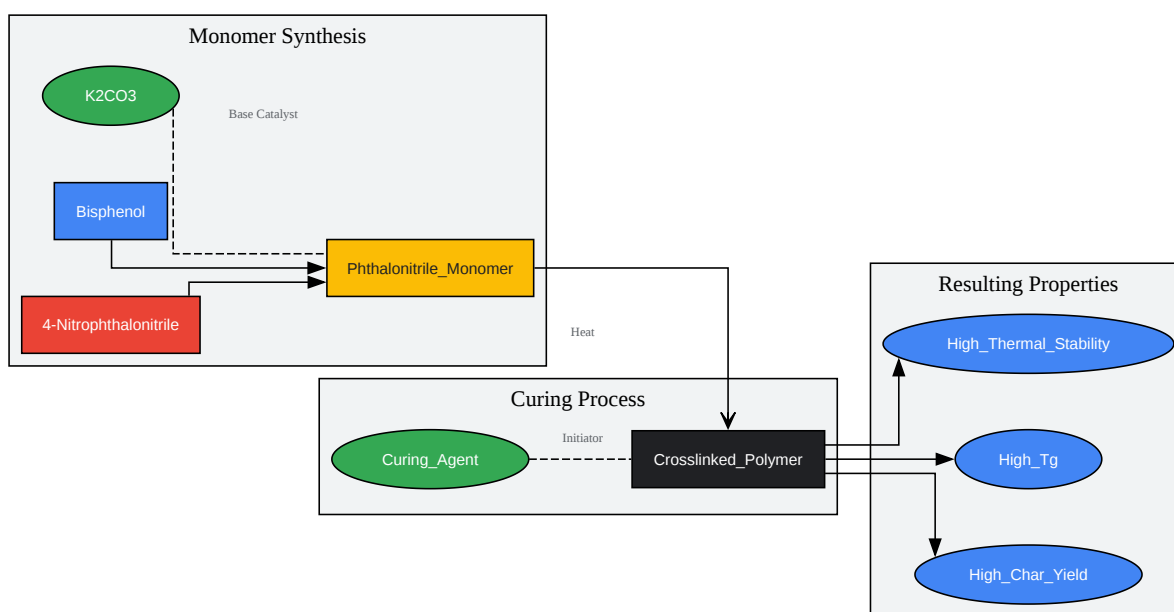 Monomer Synthesis
K2CO3
Base Catalyst
Bisphenol
Phthalonitrile_Monomer
4-Nitrophthalonitrile
Heat
Curing Process
Curing_Agent
Initiator
Crosslinked_Polymer
Resulting Properties
High_Thermal_Stability
High_Tg
High_Char_Yield